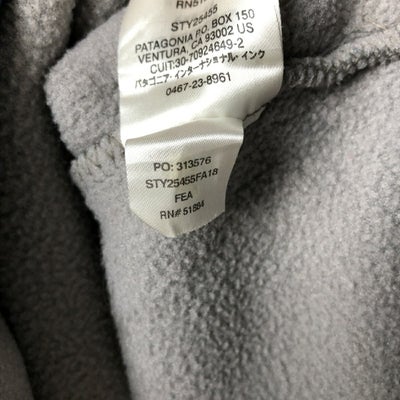 STY25455
PATAGONIA P.O. BOX 150
VENTURA, CA 93002 US
CUIT:30-70924649-2
パタゴニア・インターナショナル・インク
0467-23-8961
PO: 313576
STY25455FA18
FEA
RN# 51884